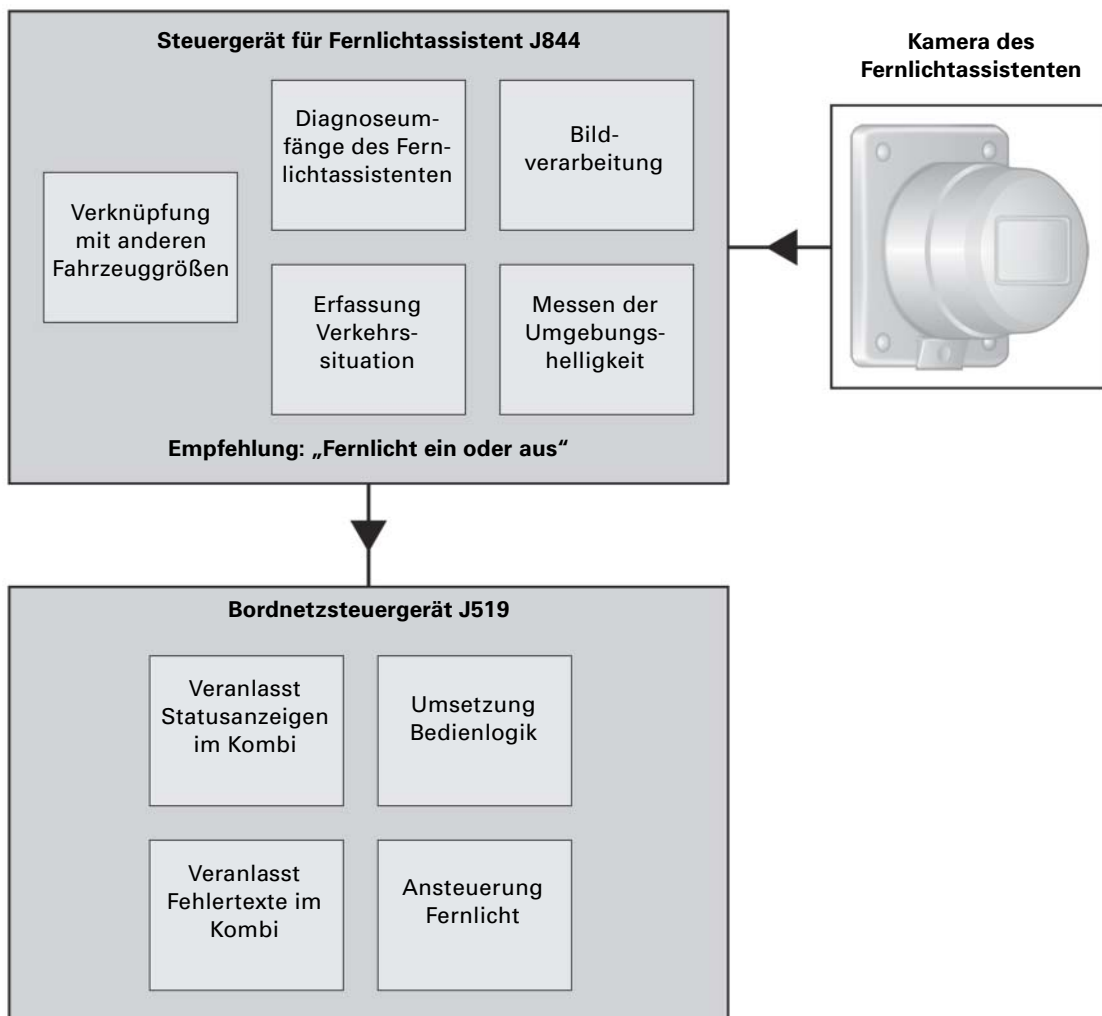 Steuergerät für Fernlichtassistent J844
Kamera des
Fernlichtassistenten
Verknüpfung
mit anderen
Fahrzeuggrößen
Diagnoseum-
fänge des Fern-
lichtassistenten
Bild-
verarbeitung
Erfassung
Verkehrs-
situation
Messen der
Umgebungs-
helligkeit
Empfehlung: „Fernlicht ein oder aus“
Bordnetzsteuergerät J519
Veranlasst
Statusanzeigen
im Kombi
Umsetzung
Bedienlogik
Veranlasst
Fehlertexte im
Kombi
Ansteuerung
Fernlicht